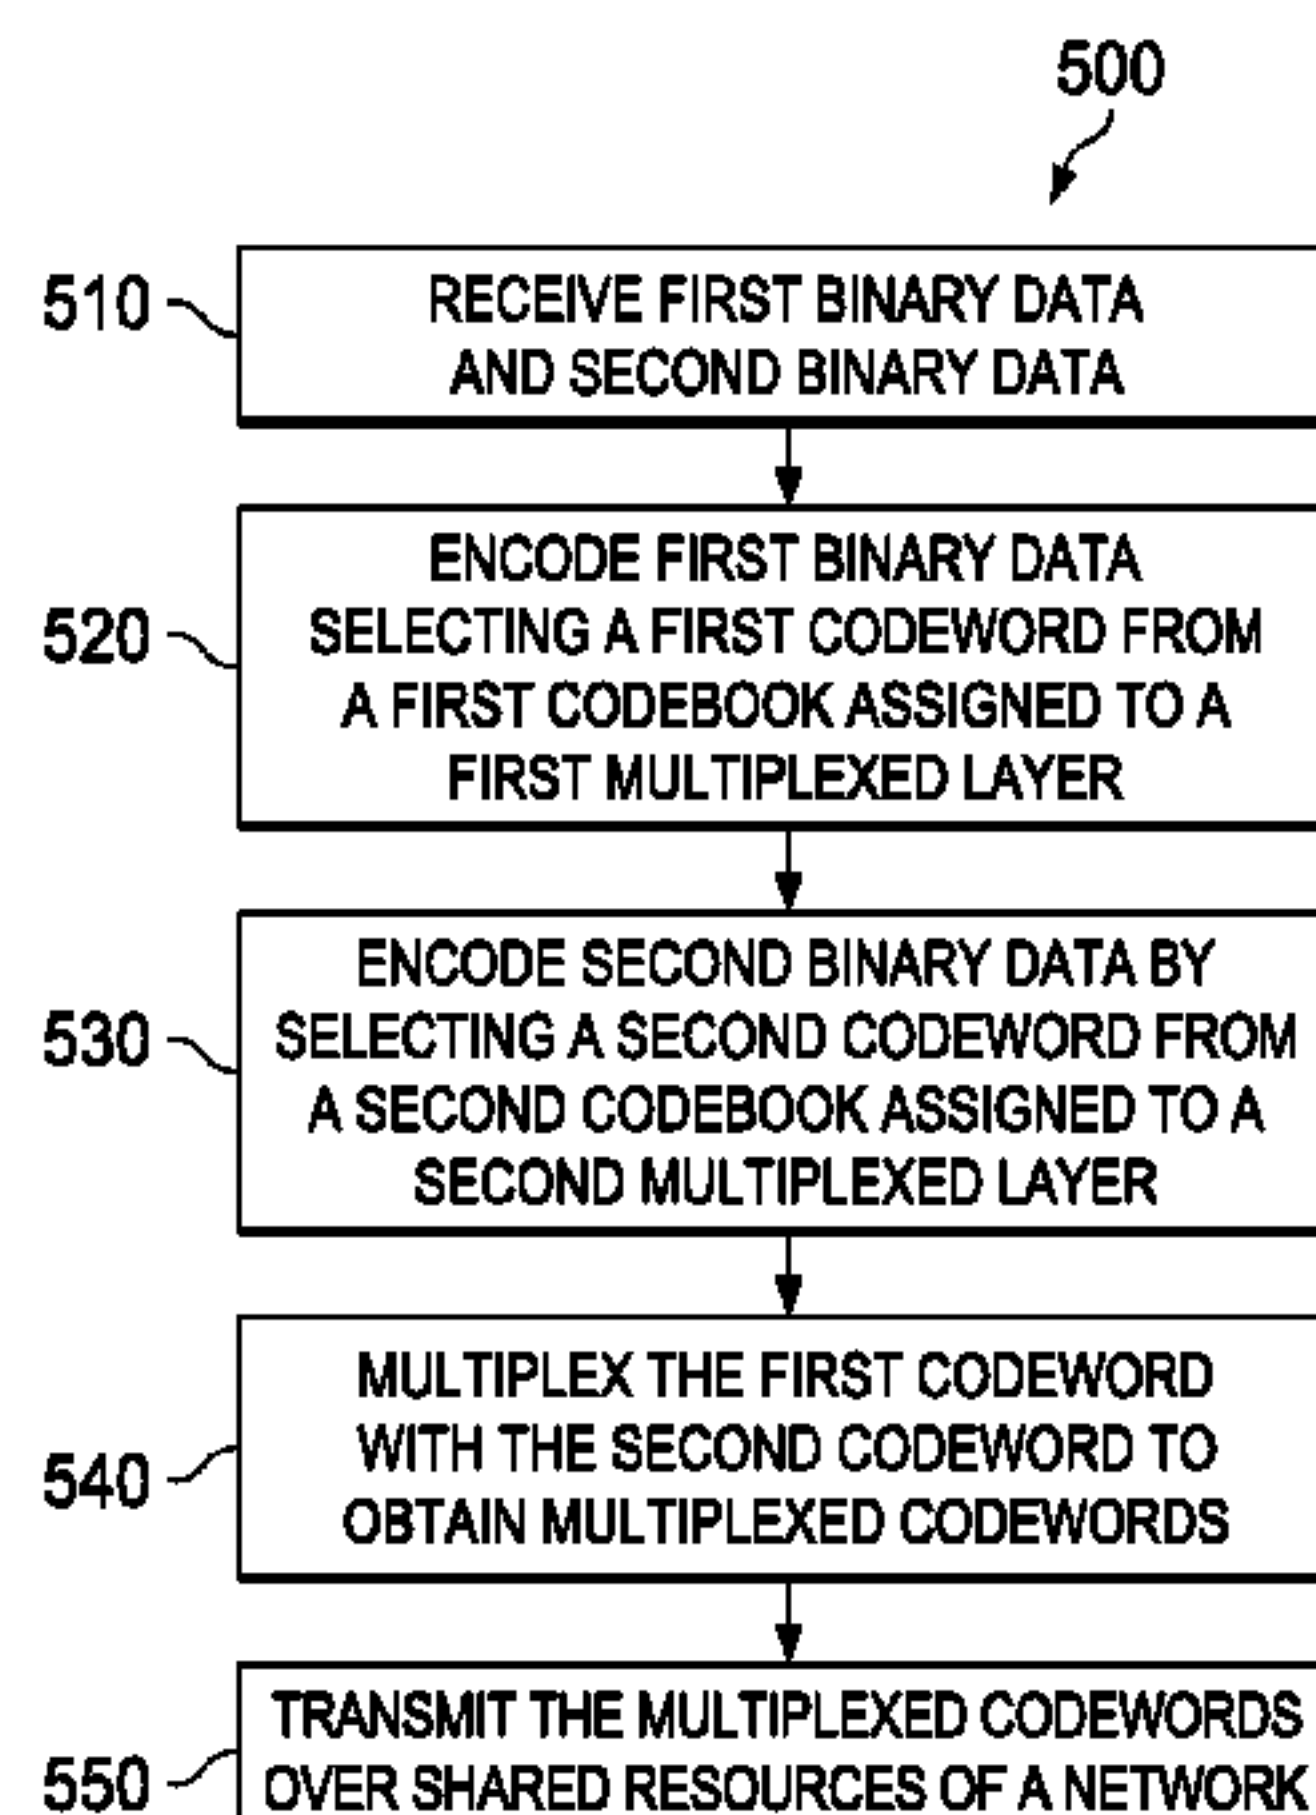 500
510
RECEIVE FIRST BINARY DATA
AND SECOND BINARY DATA
520
ENCODE FIRST BINARY DATA
SELECTING A FIRST CODEWORD FROM
A FIRST CODEBOOK ASSIGNED TO A
FIRST MULTIPLEXED LAYER
530
ENCODE SECOND BINARY DATA BY
SELECTING A SECOND CODEWORD FROM
A SECOND CODEBOOK ASSIGNED TO A
SECOND MULTIPLEXED LAYER
540
MULTIPLEX THE FIRST CODEWORD
WITH THE SECOND CODEWORD TO
OBTAIN MULTIPLEXED CODEWORDS
550
TRANSMIT THE MULTIPLEXED CODEWORDS
OVER SHARED RESOURCES OF A NETWORK